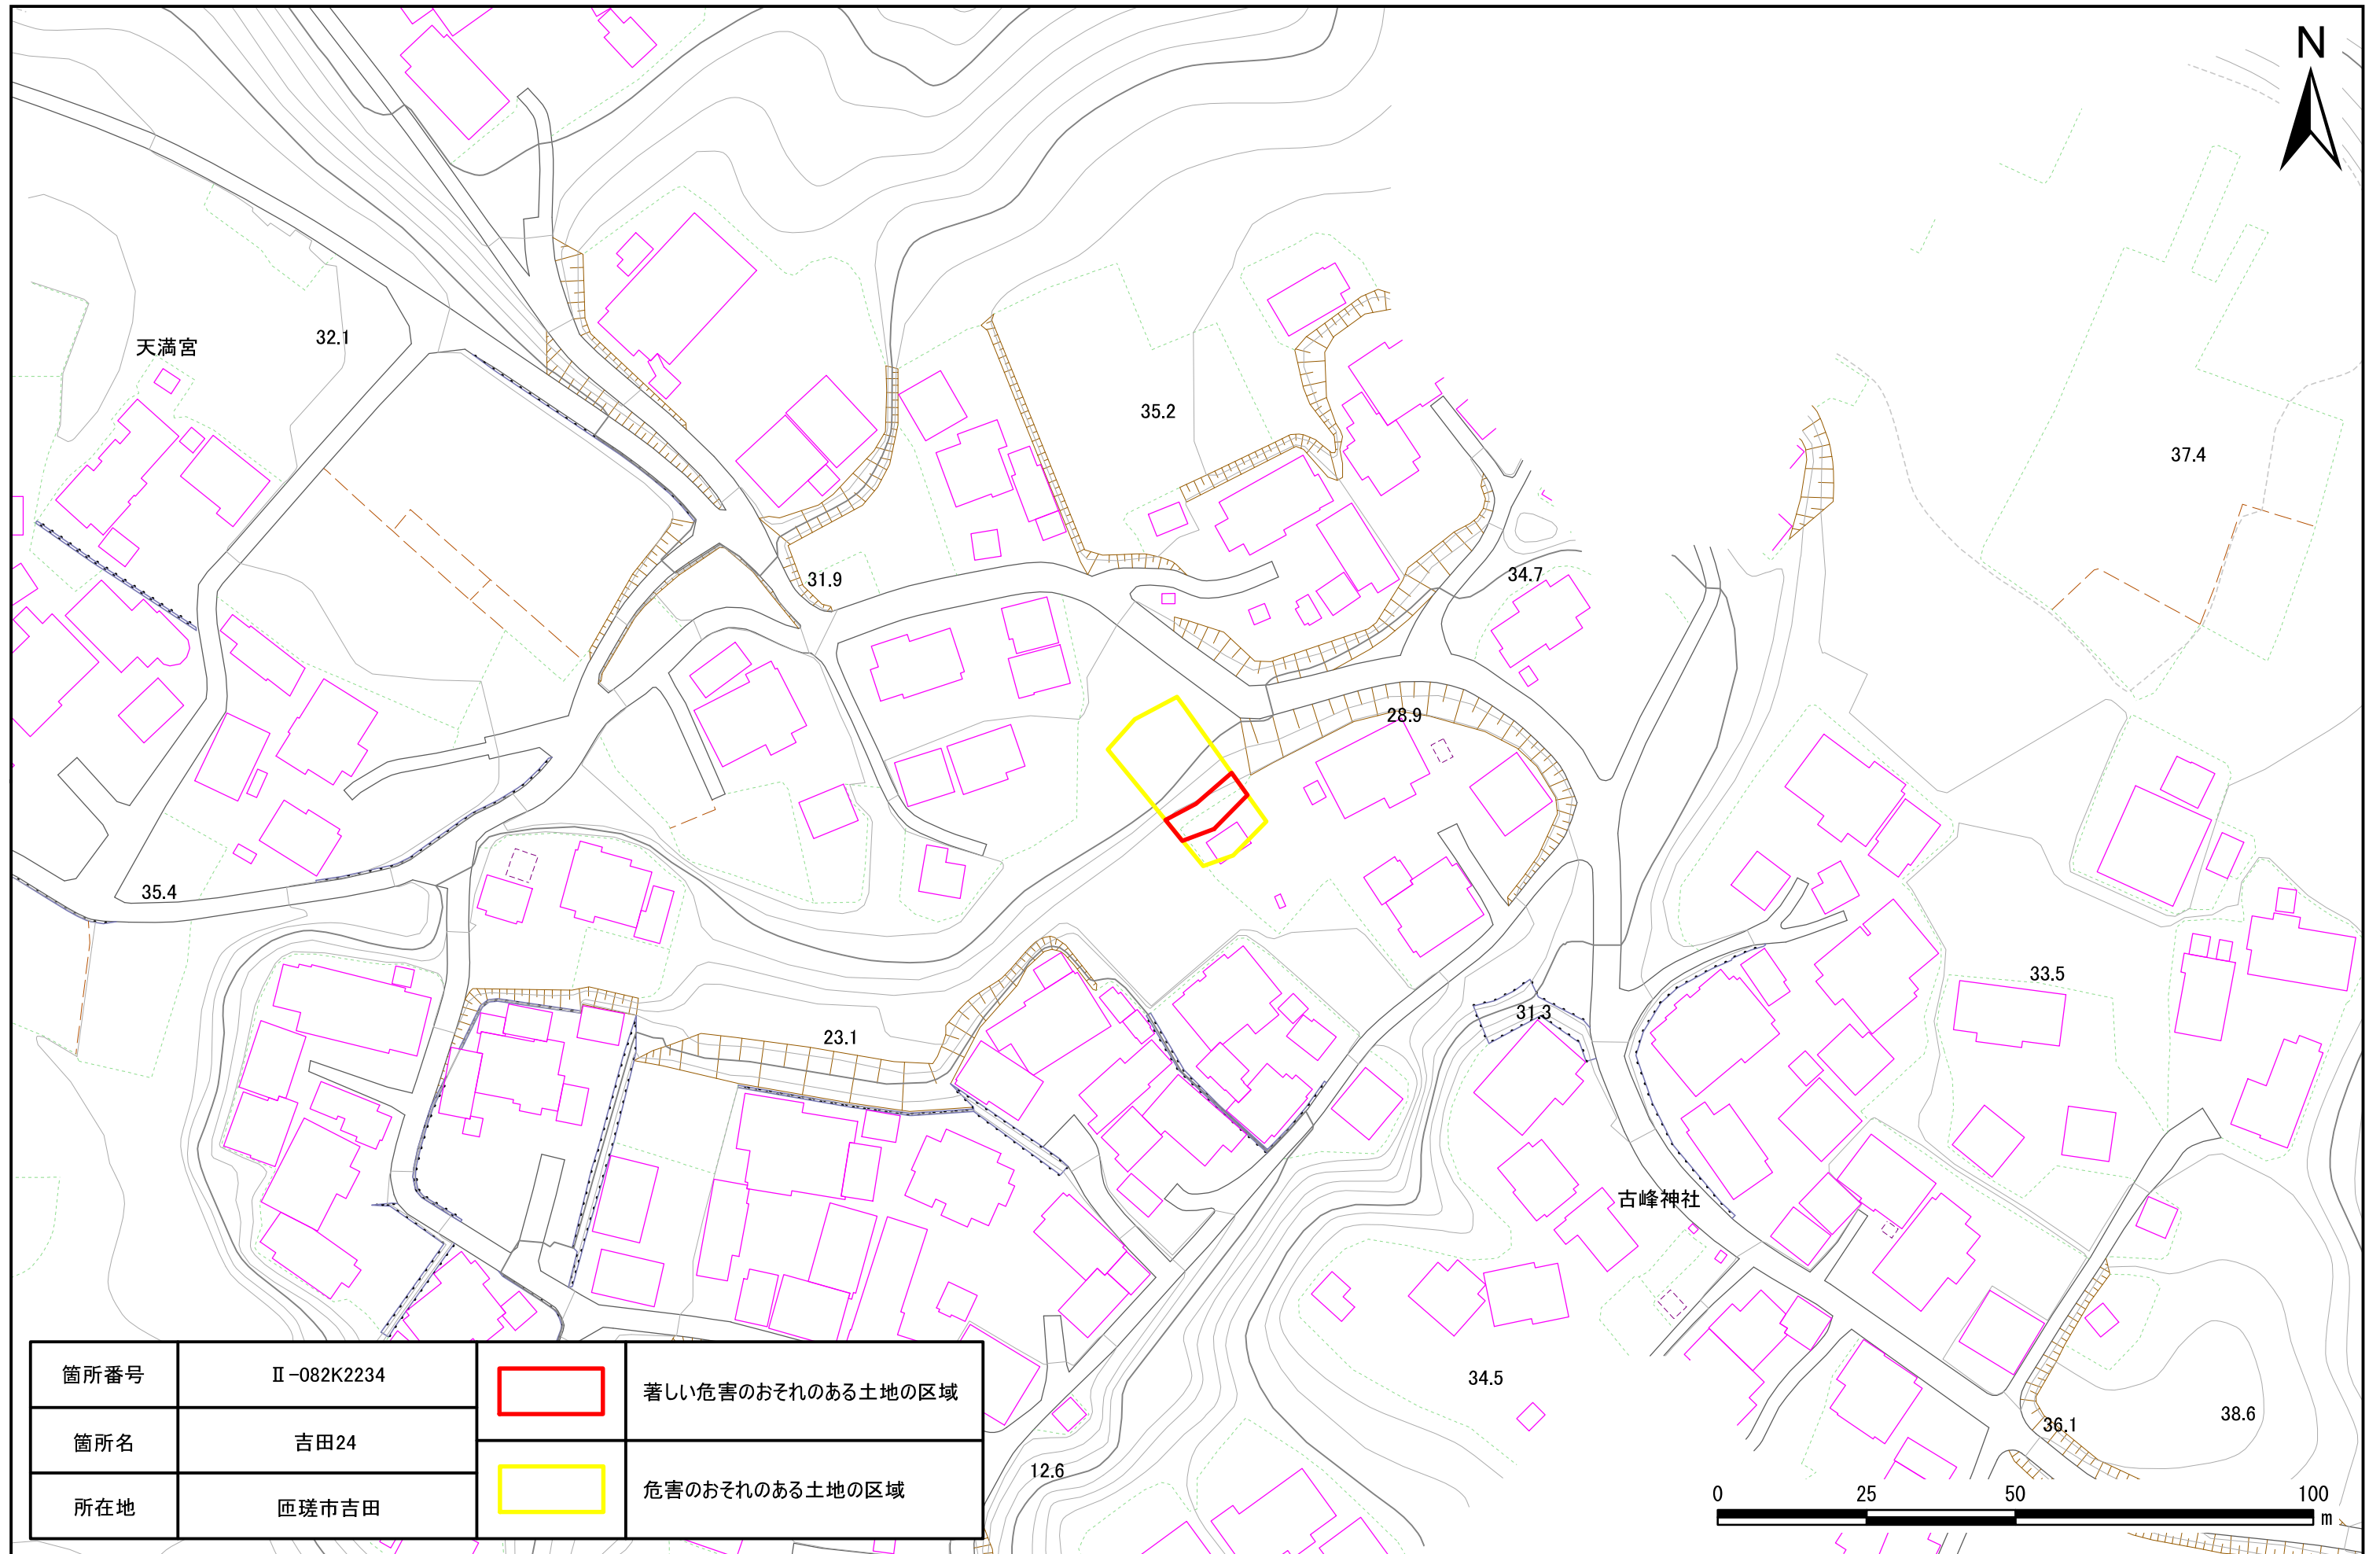 N
天満宮
32.1
35.2
37.4
31.9
34.7
28.9
35.4
33.5
31.3
23.1
古峰神社
34.5
36.1
38.6
12.6
箇所番号 Ⅱ-082K2234
箇所名 吉田24
所在地 匝瑳市吉田
著しい危害のおそれのある土地の区域
危害のおそれのある土地の区域
0 25 50 100
m